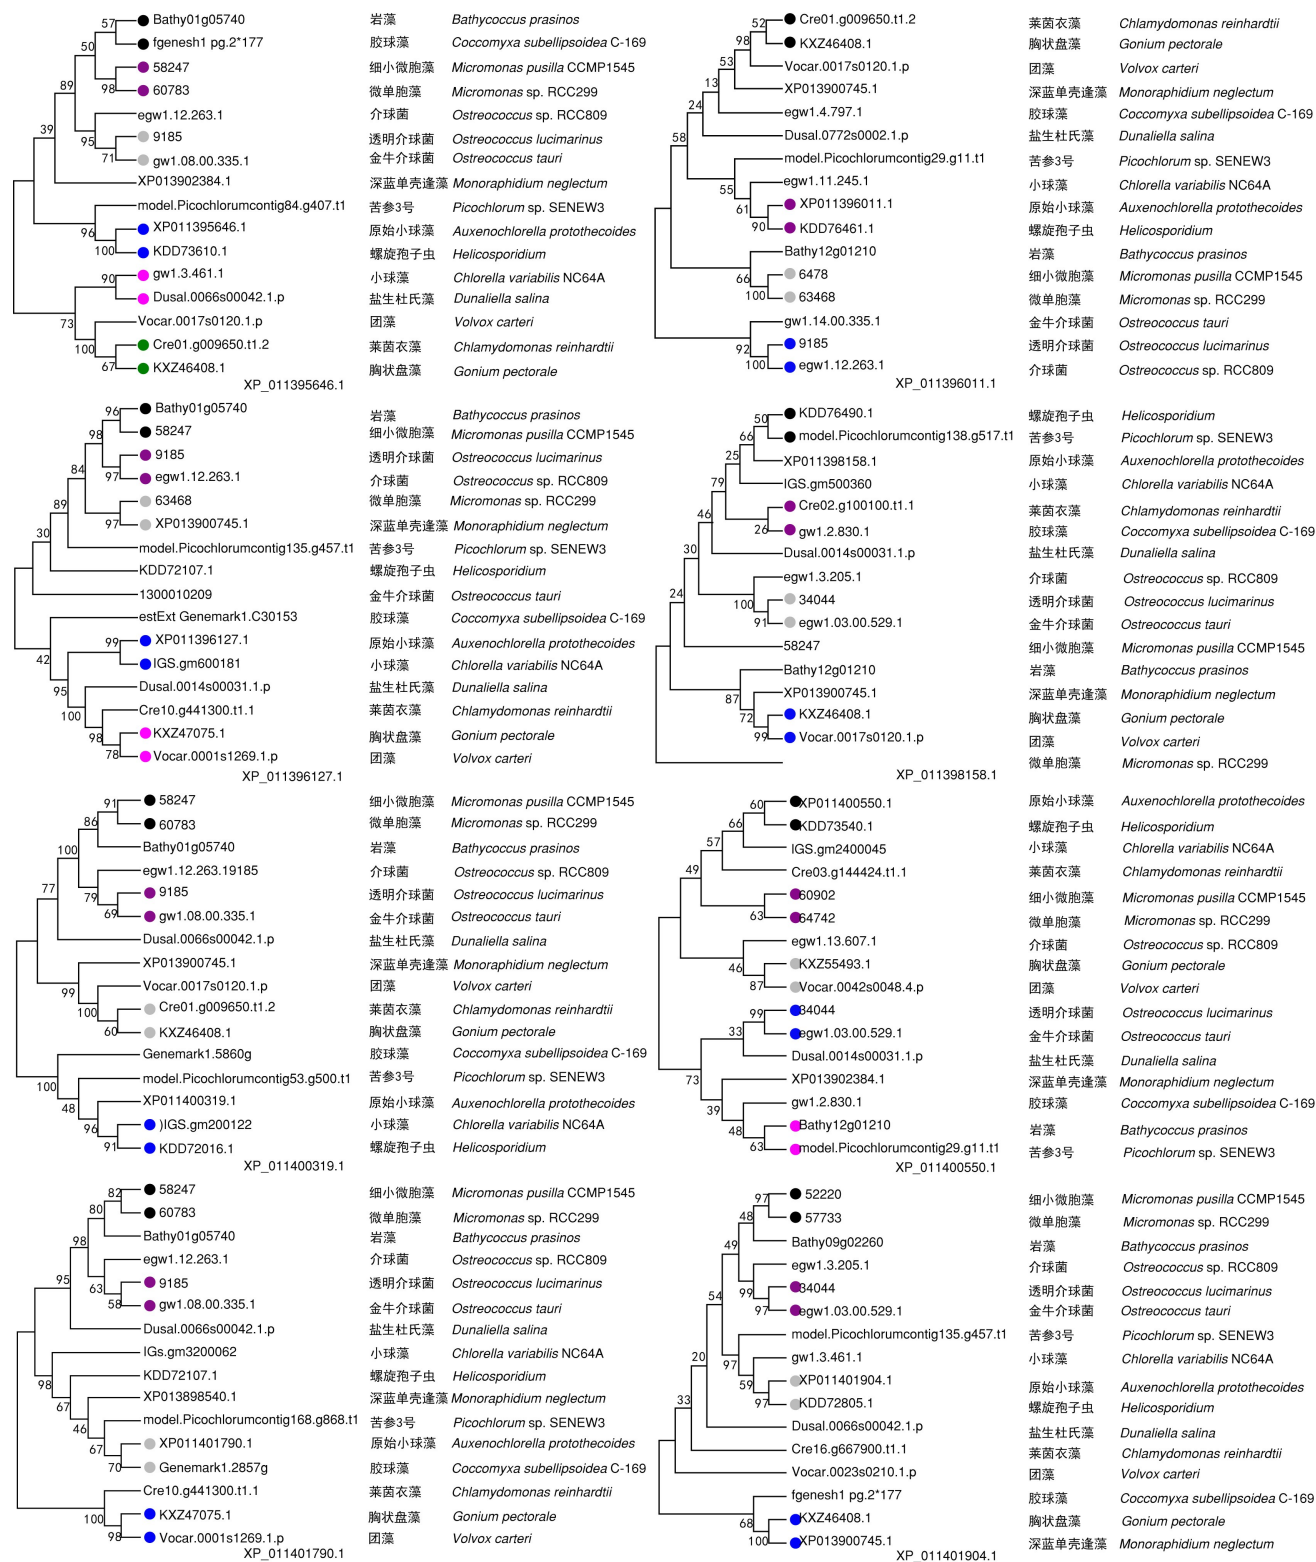 57 Bathy01g05740 岩藻 Bathycoccus prasinos
50 fgenesh1 pg.2*177 胶球藻 Coccomyxa subellipsoidea C-169
58247 细小微胞藻 Micromonas pusilla CCMP1545
89 98 60783 微单胞藻 Micromonas sp. RCC299
egw1.12.263.1 介球菌 Ostreococcus sp. RCC809
39 95 9185 透明介球菌 Ostreococcus lucimarinus
71 gw1.08.00.335.1 金牛介球菌 Ostreococcus tauri
XP013902384.1 深蓝单壳逢藻 Monoraphidium neglectum
model.Picochlorumcontig84.g407.t1 苦参3号 Picochlorum sp. SENEW3
96 XP011395646.1 原始小球藻 Auxenochlorella protothecoides
100 KDD73610.1 螺旋孢子虫 Helicosporidium
90 gw1.3.461.1 小球藻 Chlorella variabilis NC64A
Dusal.0066s00042.1.p 盐生杜氏藻 Dunaliella salina
73 Vocar.0017s0120.1.p 团藻 Volvox carteri
100 Cre01.g009650.t1.2 莱茵衣藻 Chlamydomonas reinhardtii
67 KXZ46408.1 胸状盘藻 Gonium pectorale
XP_011395646.1
52 Cre01.g009650.t1.2 莱茵衣藻 Chlamydomonas reinhardtii
98 KXZ46408.1 胸状盘藻 Gonium pectorale
53 Vocar.0017s0120.1.p 团藻 Volvox carteri
13 XP013900745.1 深蓝单壳逢藻 Monoraphidium neglectum
24 egw1.4.797.1 胶球藻 Coccomyxa subellipsoidea C-169
58 Dusal.0772s0002.1.p 盐生杜氏藻 Dunaliella salina
model.Picochlorumcontig29.g11.t1 苦参3号 Picochlorum sp. SENEW3
55 egw1.11.245.1 小球藻 Chlorella variabilis NC64A
61 XP011396011.1 原始小球藻 Auxenochlorella protothecoides
90 KDD76461.1 螺旋孢子虫 Helicosporidium
Bathy12g01210 岩藻 Bathycoccus prasinos
66 6478 细小微胞藻 Micromonas pusilla CCMP1545
100 63468 微单胞藻 Micromonas sp. RCC299
gw1.14.00.335.1 金牛介球菌 Ostreococcus tauri
92 9185 透明介球菌 Ostreococcus lucimarinus
100 egw1.12.263.1 介球菌 Ostreococcus sp. RCC809
XP_011396011.1
96 Bathy01g05740 岩藻 Bathycoccus prasinos
98 58247 细小微胞藻 Micromonas pusilla CCMP1545
9185 透明介球菌 Ostreococcus lucimarinus
84 97 egw1.12.263.1 介球菌 Ostreococcus sp. RCC809
89 63468 微单胞藻 Micromonas sp. RCC299
97 XP013900745.1 深蓝单壳逢藻 Monoraphidium neglectum
30 model.Picochlorumcontig135.g457.t1 苦参3号 Picochlorum sp. SENEW3
KDD72107.1 螺旋孢子虫 Helicosporidium
1300010209 金牛介球菌 Ostreococcus tauri
estExt Genemark1.C30153 胶球藻 Coccomyxa subellipsoidea C-169
99 XP011396127.1 原始小球藻 Auxenochlorella protothecoides
42 IGS.gm600181 小球藻 Chlorella variabilis NC64A
95 Dusal.0014s00031.1.p 盐生杜氏藻 Dunaliella salina
100 Cre10.g441300.t1.1 莱茵衣藻 Chlamydomonas reinhardtii
98 KXZ47075.1 胸状盘藻 Gonium pectorale
78 Vocar.0001s1269.1.p 团藻 Volvox carteri
XP_011396127.1
50 KDD76490.1 螺旋孢子虫 Helicosporidium
66 model.Picochlorumcontig138.g517.t1 苦参3号 Picochlorum sp. SENEW3
25 XP011398158.1 原始小球藻 Auxenochlorella protothecoides
79 IGS.gm500360 小球藻 Chlorella variabilis NC64A
46 Cre02.g100100.t1.1 莱茵衣藻 Chlamydomonas reinhardtii
26 gw1.2.830.1 胶球藻 Coccomyxa subellipsoidea C-169
30 Dusal.0014s00031.1.p 盐生杜氏藻 Dunaliella salina
egw1.3.205.1 介球菌 Ostreococcus sp. RCC809
24 100 34044 透明介球菌 Ostreococcus lucimarinus
91 egw1.03.00.529.1 金牛介球菌 Ostreococcus tauri
58247 细小微胞藻 Micromonas pusilla CCMP1545
Bathy12g01210 岩藻 Bathycoccus prasinos
87 XP013900745.1 深蓝单壳逢藻 Monoraphidium neglectum
72 KXZ46408.1 胸状盘藻 Gonium pectorale
99 Vocar.0017s0120.1.p 团藻 Volvox carteri
微单胞藻 Micromonas sp. RCC299
XP_011398158.1
91 58247 细小微胞藻 Micromonas pusilla CCMP1545
86 60783 微单胞藻 Micromonas sp. RCC299
100 Bathy01g05740 岩藻 Bathycoccus prasinos
egw1.12.263.19185 介球菌 Ostreococcus sp. RCC809
77 79 9185 透明介球菌 Ostreococcus lucimarinus
69 gw1.08.00.335.1 金牛介球菌 Ostreococcus tauri
Dusal.0066s00042.1.p 盐生杜氏藻 Dunaliella salina
XP013900745.1 深蓝单壳逢藻 Monoraphidium neglectum
99 Vocar.0017s0120.1.p 团藻 Volvox carteri
100 Cre01.g009650.t1.2 莱茵衣藻 Chlamydomonas reinhardtii
60 KXZ46408.1 胸状盘藻 Gonium pectorale
Genemark1.5860g 胶球藻 Coccomyxa subellipsoidea C-169
100 model.Picochlorumcontig53.g500.t1 苦参3号 Picochlorum sp. SENEW3
48 XP011400319.1 原始小球藻 Auxenochlorella protothecoides
96 )IGS.gm200122 小球藻 Chlorella variabilis NC64A
91 KDD72016.1 螺旋孢子虫 Helicosporidium
XP_011400319.1
60 XP011400550.1 原始小球藻 Auxenochlorella protothecoides
66 KDD73540.1 螺旋孢子虫 Helicosporidium
57 IGS.gm2400045 小球藻 Chlorella variabilis NC64A
49 Cre03.g144424.t1.1 莱茵衣藻 Chlamydomonas reinhardtii
60902 细小微胞藻 Micromonas pusilla CCMP1545
63 64742 微单胞藻 Micromonas sp. RCC299
egw1.13.607.1 介球菌 Ostreococcus sp. RCC809
46 KXZ55493.1 胸状盘藻 Gonium pectorale
87 Vocar.0042s0048.4.p 团藻 Volvox carteri
99 34044 透明介球菌 Ostreococcus lucimarinus
33 egw1.03.00.529.1 金牛介球菌 Ostreococcus tauri
Dusal.0014s00031.1.p 盐生杜氏藻 Dunaliella salina
73 XP013902384.1 深蓝单壳逢藻 Monoraphidium neglectum
39 gw1.2.830.1 胶球藻 Coccomyxa subellipsoidea C-169
48 Bathy12g01210 岩藻 Bathycoccus prasinos
63 model.Picochlorumcontig29.g11.t1 苦参3号 Picochlorum sp. SENEW3
XP_011400550.1
82 58247 细小微胞藻 Micromonas pusilla CCMP1545
80 60783 微单胞藻 Micromonas sp. RCC299
98 Bathy01g05740 岩藻 Bathycoccus prasinos
egw1.12.263.1 介球菌 Ostreococcus sp. RCC809
95 63 9185 透明介球菌 Ostreococcus lucimarinus
58 gw1.08.00.335.1 金牛介球菌 Ostreococcus tauri
Dusal.0066s00042.1.p 盐生杜氏藻 Dunaliella salina
IGs.gm3200062 小球藻 Chlorella variabilis NC64A
98 KDD72107.1 螺旋孢子虫 Helicosporidium
67 XP013898540.1 深蓝单壳逢藻 Monoraphidium neglectum
46 model.Picochlorumcontig168.g868.t1 苦参3号 Picochlorum sp. SENEW3
67 XP011401790.1 原始小球藻 Auxenochlorella protothecoides
70 Genemark1.2857g 胶球藻 Coccomyxa subellipsoidea C-169
Cre10.g441300.t1.1 莱茵衣藻 Chlamydomonas reinhardtii
100 KXZ47075.1 胸状盘藻 Gonium pectorale
98 Vocar.0001s1269.1.p 团藻 Volvox carteri
XP_011401790.1
97 52220 细小微胞藻 Micromonas pusilla CCMP1545
48 57733 微单胞藻 Micromonas sp. RCC299
49 Bathy09g02260 岩藻 Bathycoccus prasinos
egw1.3.205.1 介球菌 Ostreococcus sp. RCC809
54 99 34044 透明介球菌 Ostreococcus lucimarinus
97 egw1.03.00.529.1 金牛介球菌 Ostreococcus tauri
model.Picochlorumcontig135.g457.t1 苦参3号 Picochlorum sp. SENEW3
20 97 gw1.3.461.1 小球藻 Chlorella variabilis NC64A
59 XP011401904.1 原始小球藻 Auxenochlorella protothecoides
33 97 KDD72805.1 螺旋孢子虫 Helicosporidium
Dusal.0066s00042.1.p 盐生杜氏藻 Dunaliella salina
Cre16.g667900.t1.1 莱茵衣藻 Chlamydomonas reinhardtii
Vocar.0023s0210.1.p 团藻 Volvox carteri
fgenesh1 pg.2*177 胶球藻 Coccomyxa subellipsoidea C-169
68 KXZ46408.1 胸状盘藻 Gonium pectorale
100 XP013900745.1 深蓝单壳逢藻 Monoraphidium neglectum
XP_011401904.1